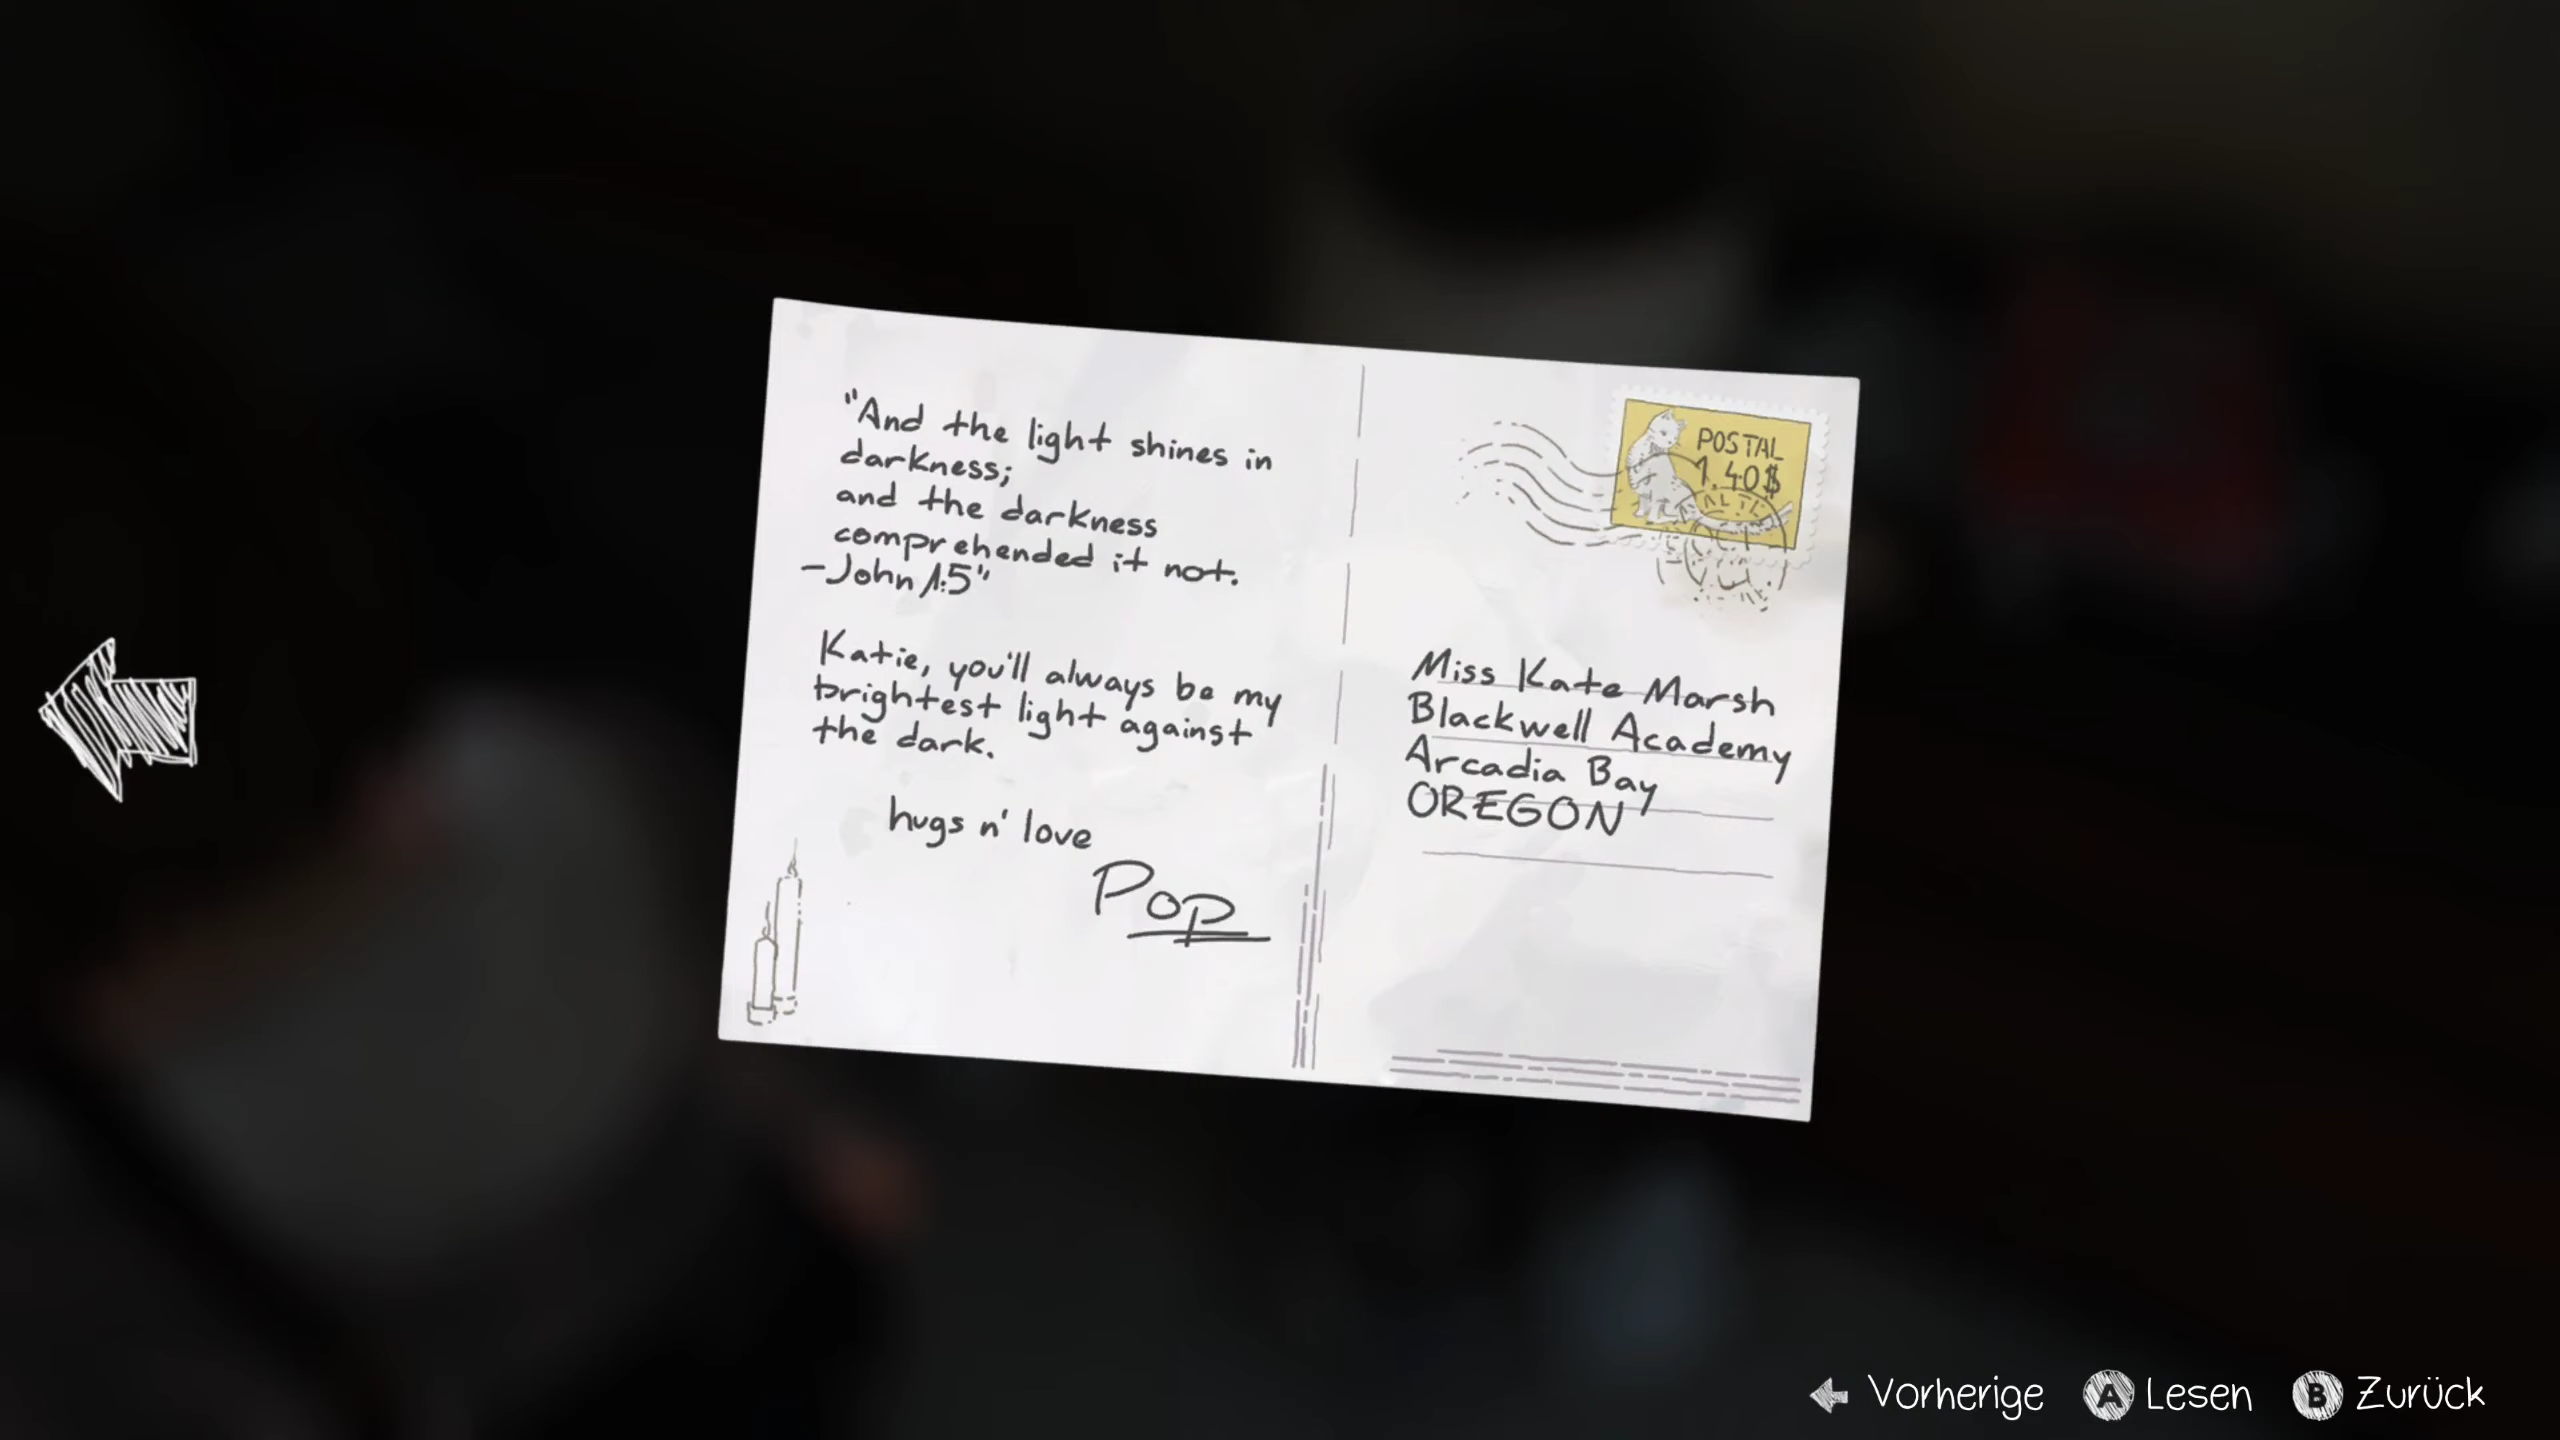 "And the light shines in
darkness;
and the darkness
comprehended it not.
-John 1:5"
Katie, you'll always be my
brightest light against
the dark.
hugs n' love
Pop
POSTAL
1.40$
Miss Kate Marsh
Blackwell Academy
Arcadia Bay
OREGON
Vorherige
A Lesen
B Zurück